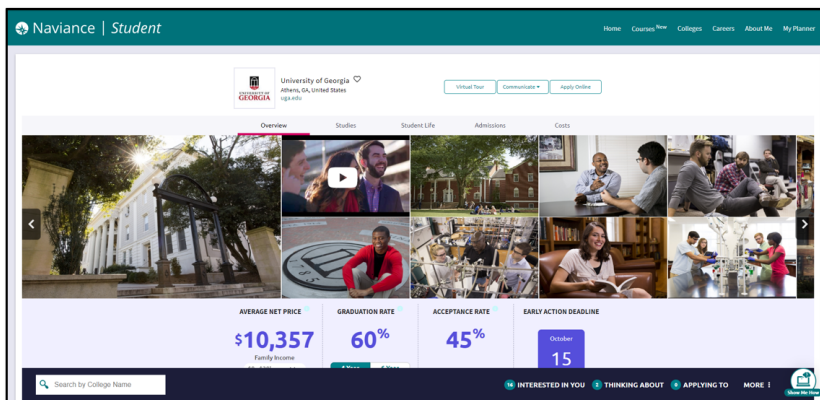 Naviance | Student
Home Courses New Colleges Careers About Me My Planner
UNIVERSITY OF
GEORGIA
University of Georgia
Athens, GA, United States
uga.edu
Virtual Tour Communicate Apply Online
Overview Studies Student Life Admissions Costs
AVERAGE NET PRICE GRADUATION RATE ACCEPTANCE RATE EARLY ACTION DEADLINE
$10,357 60% 45% October
15
Family Income
Search by College Name 16 INTERESTED IN YOU 2 THINKING ABOUT 0 APPLYING TO MORE
Show Me How